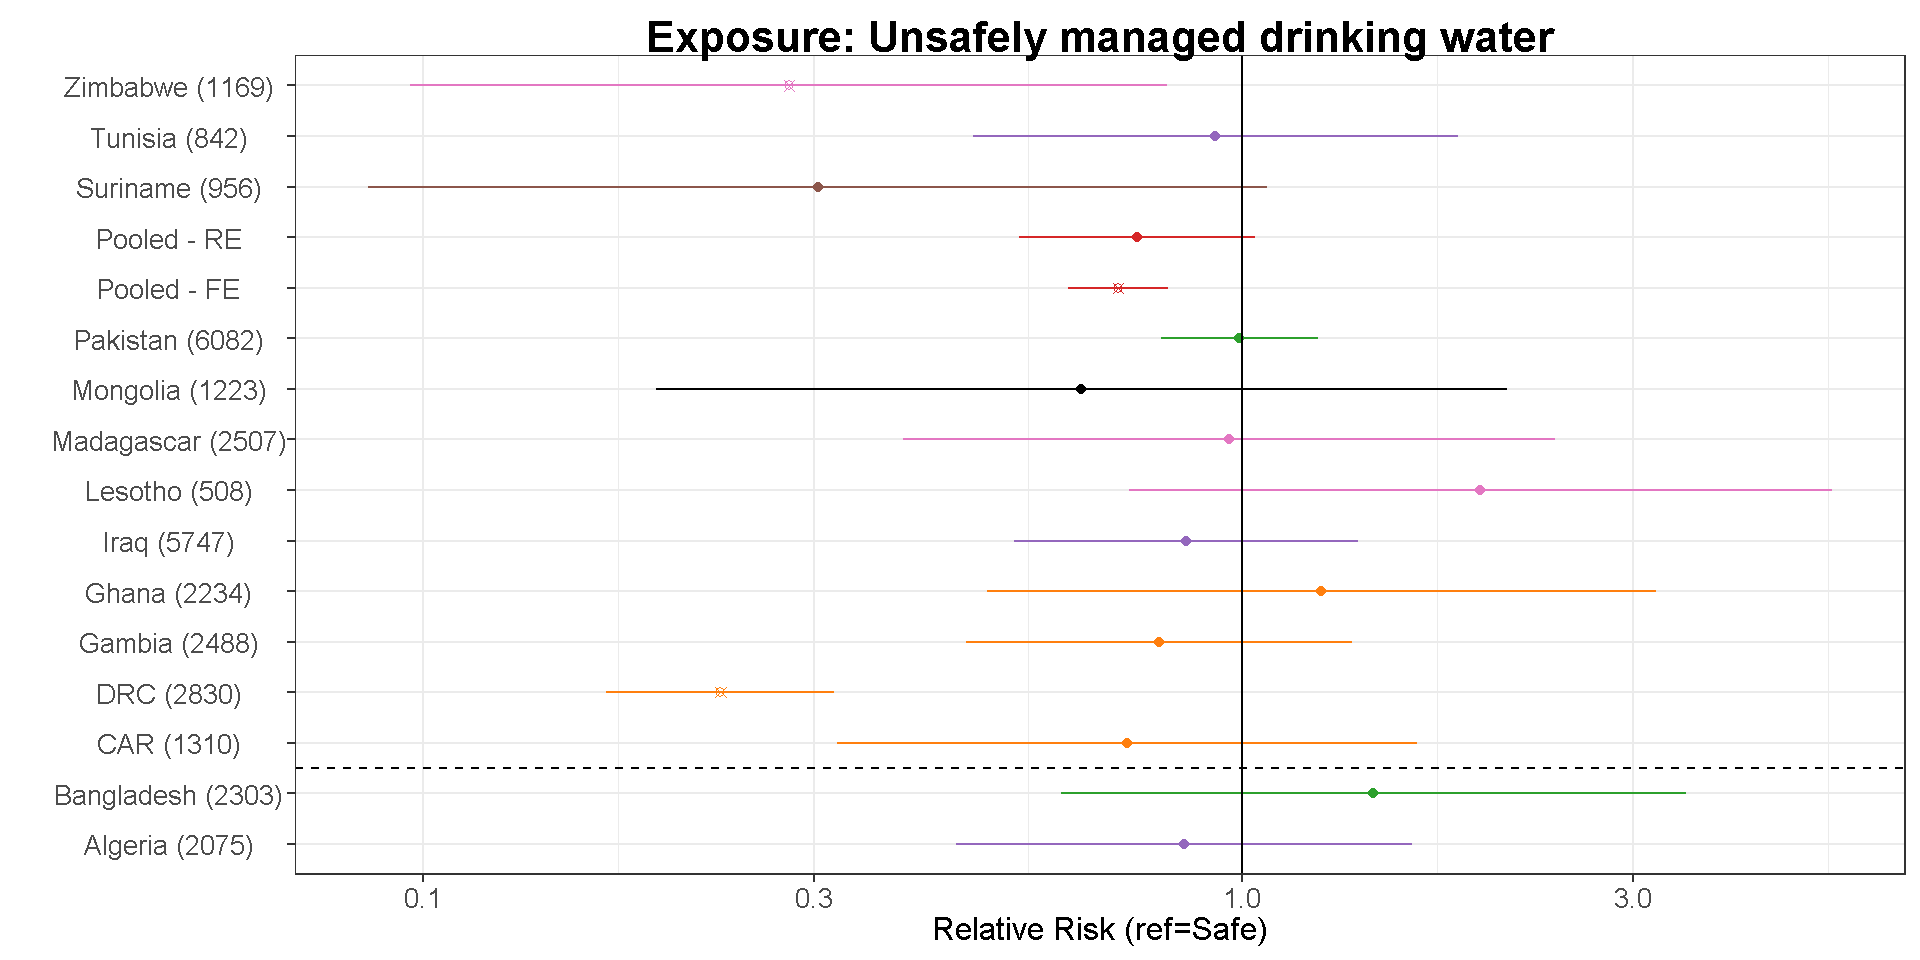 Exposure: Unsafely managed drinking water
Zimbabwe (1169)
Tunisia (842)
Suriname (956)
Pooled - RE
Pooled - FE
Pakistan (6082)
Mongolia (1223)
Madagascar (2507)
Lesotho (508)
Iraq (5747)
Ghana (2234)
Gambia (2488)
DRC (2830)
CAR (1310)
Bangladesh (2303)
Algeria (2075)
0.1 0.3 1.0 3.0
Relative Risk (ref=Safe)